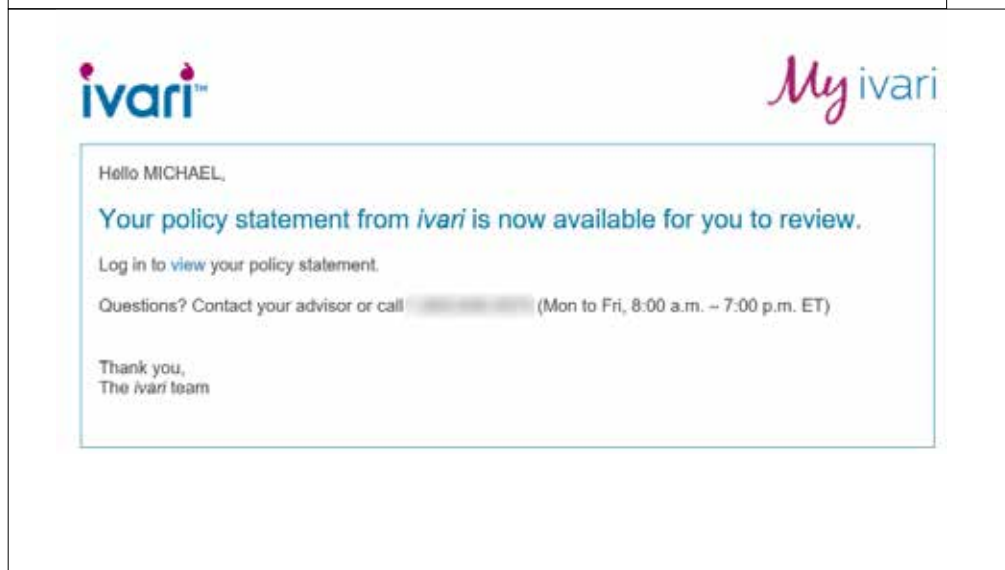 ivari™
My ivari
Hello MICHAEL,
Your policy statement from ivari is now available for you to review.
Log in to view your policy statement.
Questions? Contact your advisor or call (Mon to Fri, 8:00 a.m. – 7:00 p.m. ET)
Thank you,
The ivari team